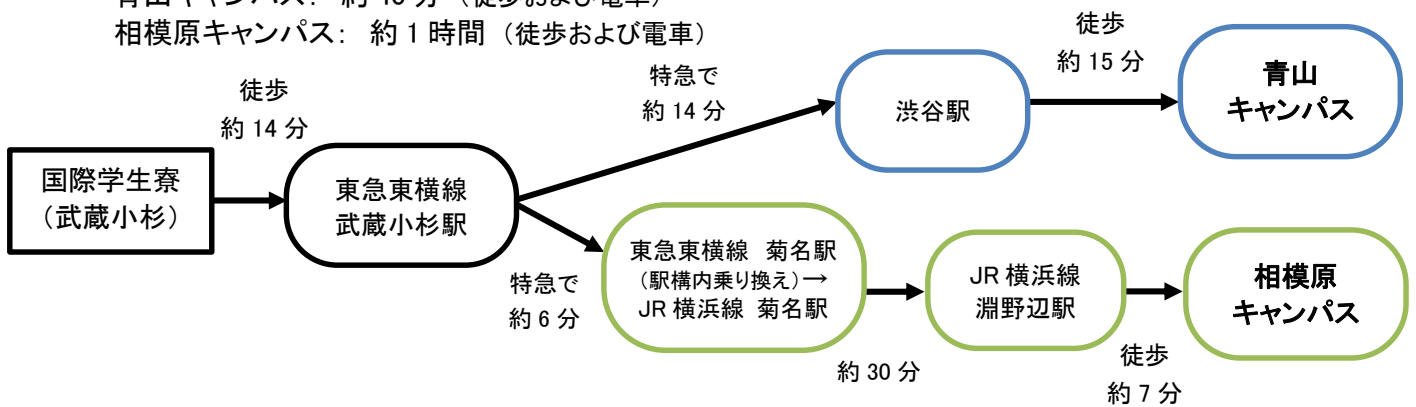 相模原キャンパス： 約 1 時間 （徒歩および電車）
徒歩
約 14 分
国際学生寮
（武蔵小杉）
東急東横線
武蔵小杉駅
特急で
約 14 分
渋谷駅
徒歩
約 15 分
青山
キャンパス
特急で
約 6 分
東急東横線 菊名駅
（駅構内乗り換え）→
JR 横浜線 菊名駅
約 30 分
JR 横浜線
淵野辺駅
徒歩
約 7 分
相模原
キャンパス